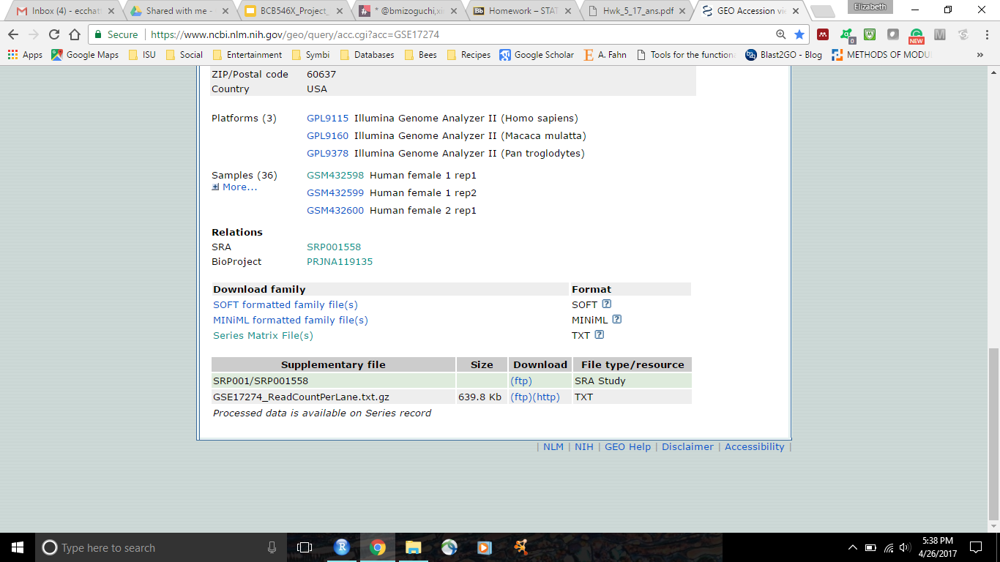 Elizabeth
Inbox (4) - ecchatt
Shared with me -
BCB546X_Project_
* @bmizoguchi,xi
Homework – STAT
Hwk_5_17_ans.pdf
GEO Accession vie
Secure
https://www.ncbi.nlm.nih.gov/geo/query/acc.cgi?acc=GSE17274
0
NEW
Apps
Google Maps
ISU
Social
Entertainment
Symbi
Databases
Bees
Recipes
Google Scholar
A. Fahn
Tools for the functiona
Blast2GO - Blog
METHODS OF MODU
»
ZIP/Postal code 60637
Country USA
Platforms (3) GPL9115 Illumina Genome Analyzer II (Homo sapiens)
GPL9160 Illumina Genome Analyzer II (Macaca mulatta)
GPL9378 Illumina Genome Analyzer II (Pan troglodytes)
Samples (36) GSM432598 Human female 1 rep1
More...
GSM432599 Human female 1 rep2
GSM432600 Human female 2 rep1
Relations
SRA SRP001558
BioProject PRJNA119135
Download family Format
SOFT formatted family file(s) SOFT ?
MINiML formatted family file(s) MINiML ?
Series Matrix File(s) TXT ?
Supplementary file Size Download File type/resource
SRP001/SRP001558 (ftp) SRA Study
GSE17274_ReadCountPerLane.txt.gz 639.8 Kb (ftp)(http) TXT
Processed data is available on Series record
| NLM | NIH | GEO Help | Disclaimer | Accessibility |
Type here to search
5:38 PM
4/26/2017